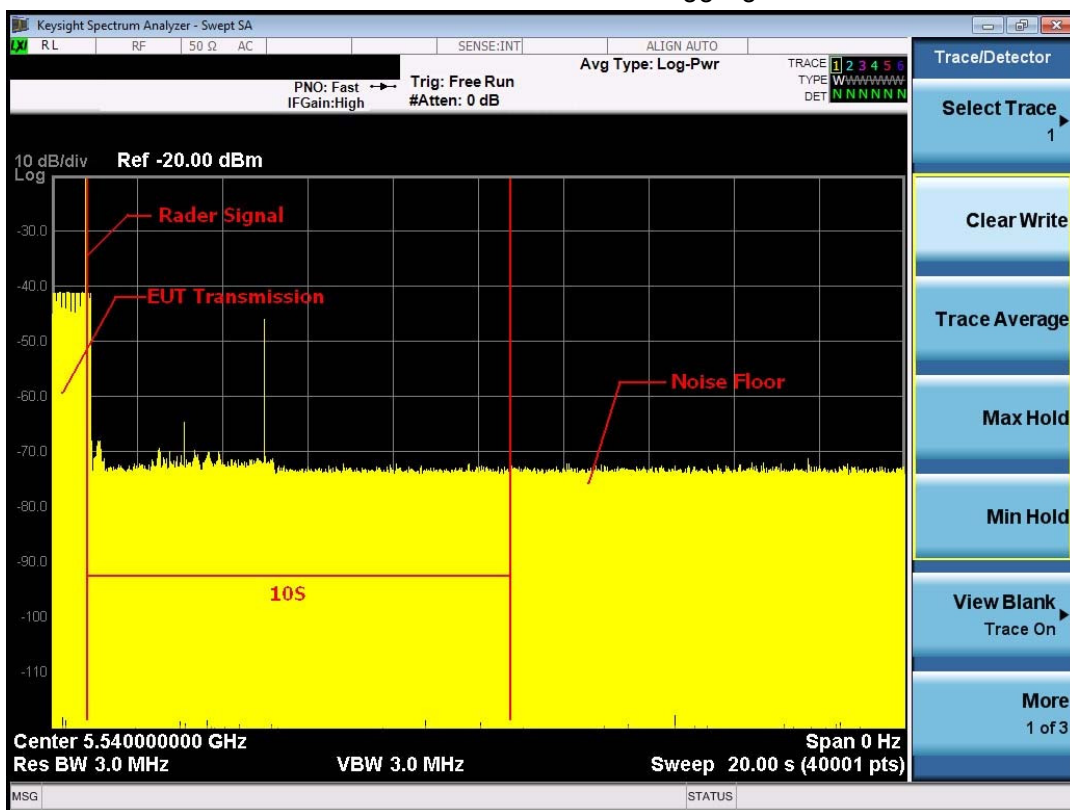 Keysight Spectrum Analyzer - Swept SA
LXI RL RF 50 Ω AC SENSE:INT ALIGN AUTO
Avg Type: Log-Pwr
PNO: Fast
IFGain:High
Trig: Free Run
#Atten: 0 dB
TRACE 1 2 3 4 5 6
TYPE WWWWWW
DET N N N N N N
10 dB/div Ref -20.00 dBm
Log
-30.0
-40.0
-50.0
-60.0
-70.0
-80.0
-90.0
-100
-110
Rader Signal
EUT Transmission
Noise Floor
10S
Center 5.540000000 GHz Span 0 Hz
Res BW 3.0 MHz VBW 3.0 MHz Sweep 20.00 s (40001 pts)
MSG STATUS
Trace/Detector
Select Trace
1
Clear Write
Trace Average
Max Hold
Min Hold
View Blank
Trace On
More
1 of 3